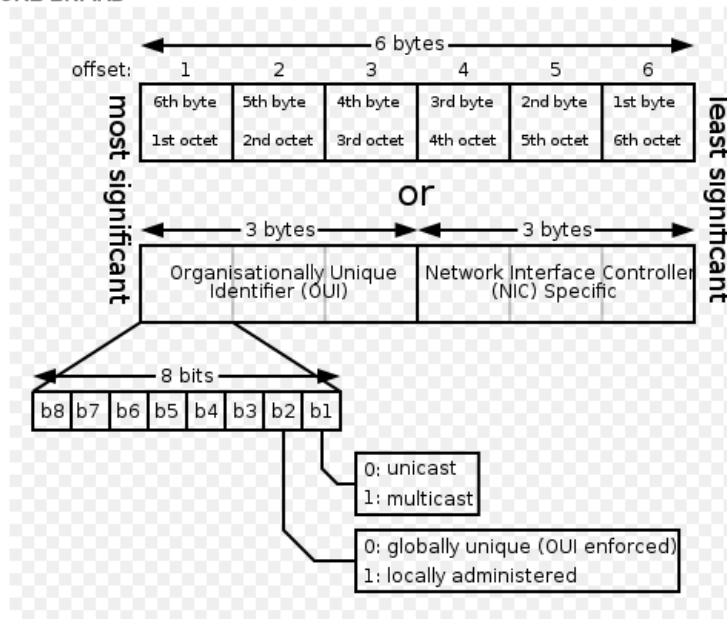 6 bytes
offset: 1 2 3 4 5 6
6th byte 5th byte 4th byte 3rd byte 2nd byte 1st byte
1st octet 2nd octet 3rd octet 4th octet 5th octet 6th octet
most significant
least significant
or
3 bytes 3 bytes
Organisationally Unique
Identifier (OUI)
Network Interface Controller
(NIC) Specific
8 bits
b8 b7 b6 b5 b4 b3 b2 b1
0: unicast
1: multicast
0: globally unique (OUI enforced)
1: locally administered